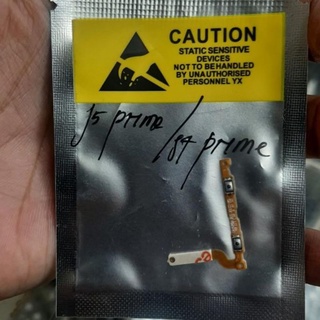 CAUTION
STATIC SENSITIVE
DEVICES
NOT TO BE HANDLED
BY UNAUTHORISED
PERSONNEL YX
J5 prime / J7 prime